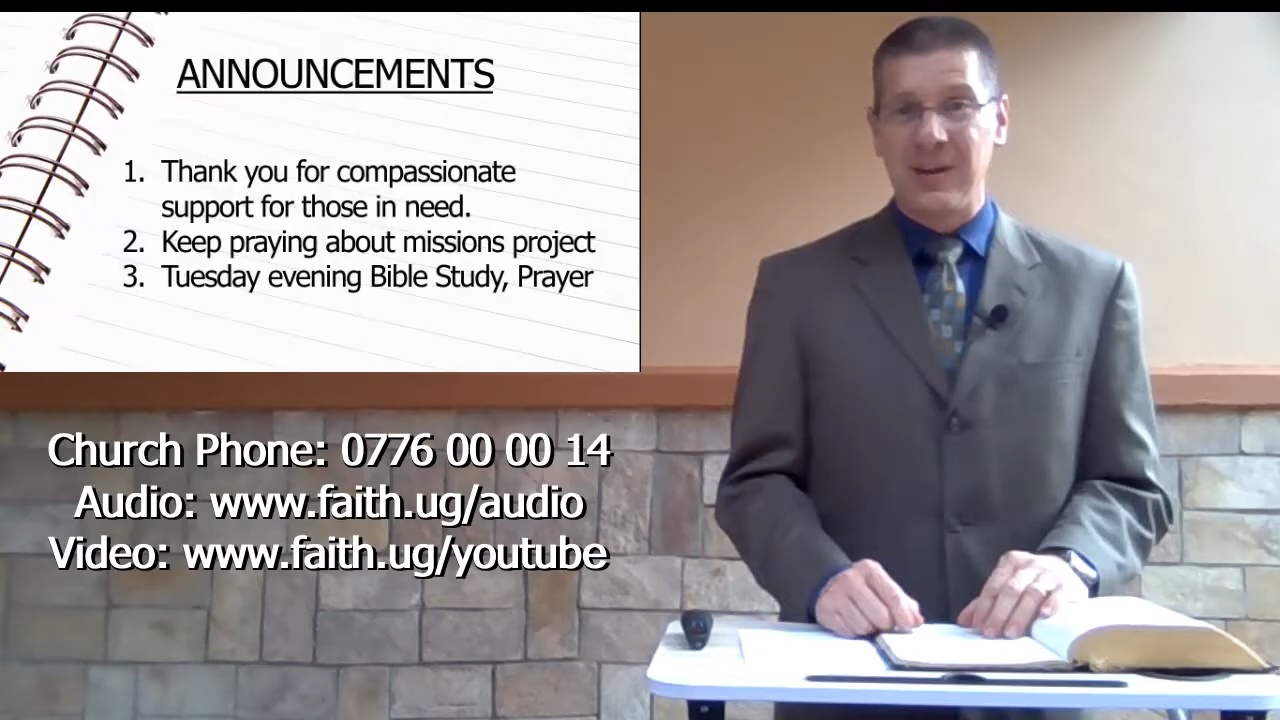 ANNOUNCEMENTS
1. Thank you for compassionate
support for those in need.
2. Keep praying about missions project
3. Tuesday evening Bible Study, Prayer
Church Phone: 0776 00 00 14
Audio: www.faith.ug/audio
Video: www.faith.ug/youtube